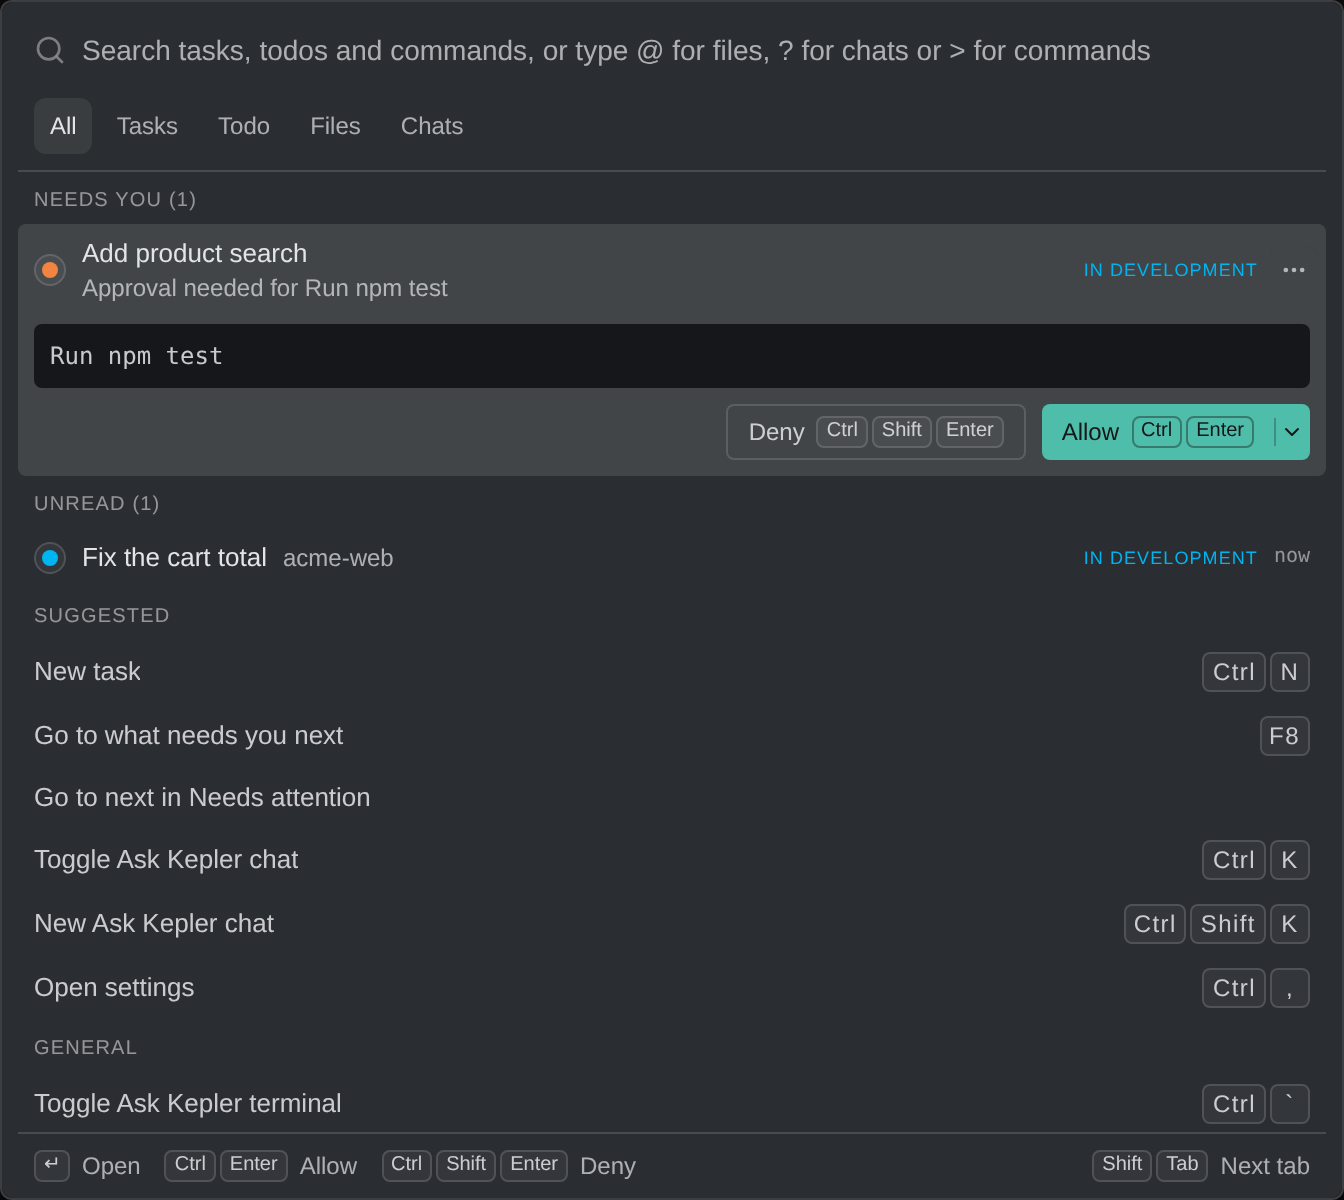 Search tasks, todos and commands, or type @ for files, ? for chats or > for commands
All Tasks Todo Files Chats
NEEDS YOU (1)
Add product search
Approval needed for Run npm test
IN DEVELOPMENT ···
Run npm test
Deny Ctrl Shift Enter Allow Ctrl Enter
UNREAD (1)
Fix the cart total acme-web IN DEVELOPMENT now
SUGGESTED
New task Ctrl N
Go to what needs you next F8
Go to next in Needs attention
Toggle Ask Kepler chat Ctrl K
New Ask Kepler chat Ctrl Shift K
Open settings Ctrl ,
GENERAL
Toggle Ask Kepler terminal Ctrl `
↵ Open Ctrl Enter Allow Ctrl Shift Enter Deny Shift Tab Next tab